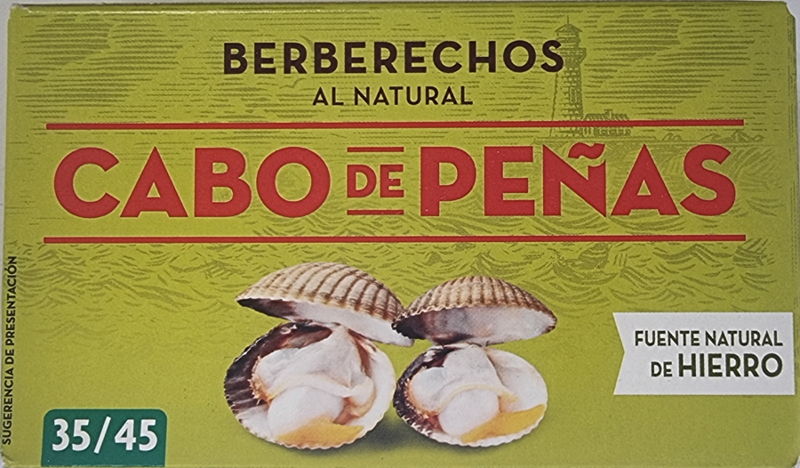 BERBERECHOS
AL NATURAL
CABO DE PEÑAS
FUENTE NATURAL
DE HIERRO
SUGERENCIA DE PRESENTACIÓN
35/45